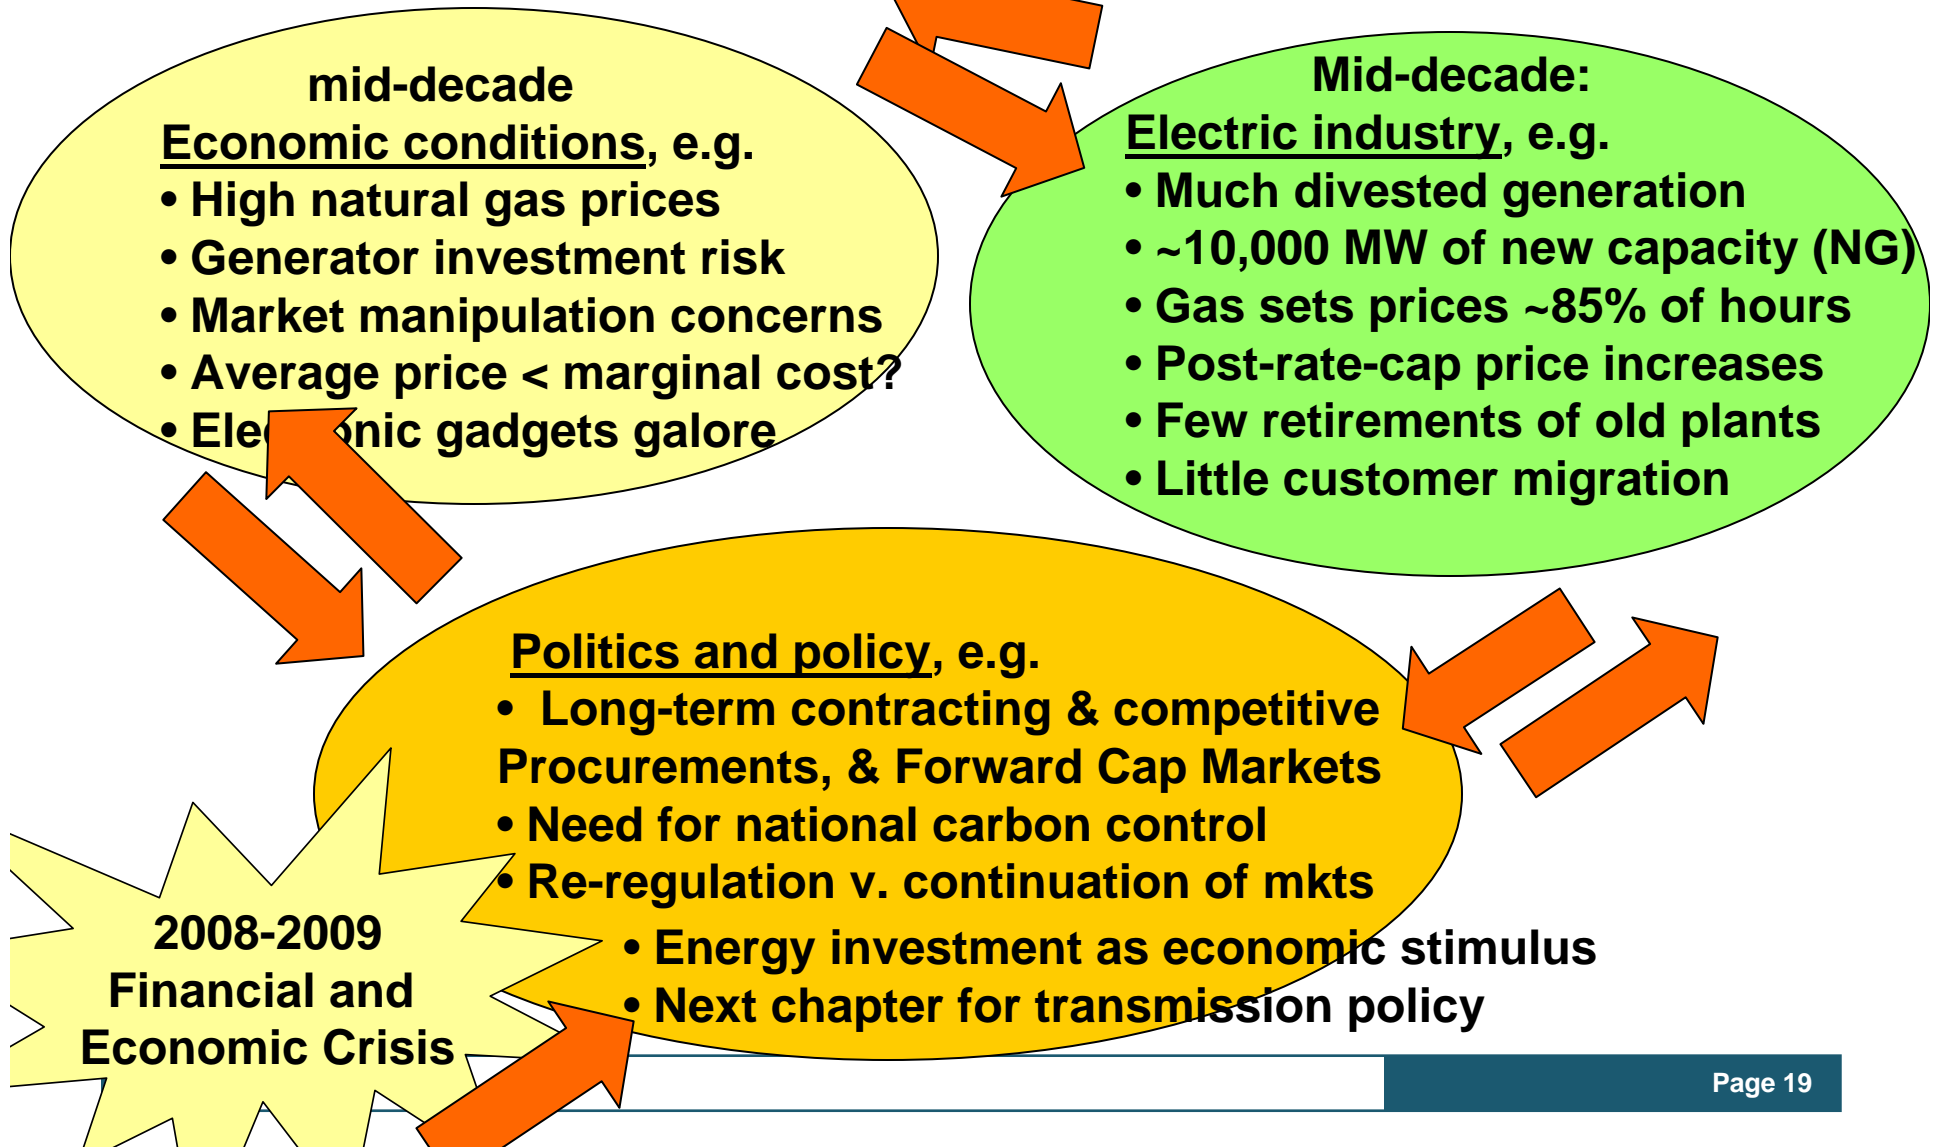 mid-decade
Economic conditions, e.g.
• High natural gas prices
• Generator investment risk
• Market manipulation concerns
• Average price < marginal cost?
• Electronic gadgets galore
Mid-decade:
Electric industry, e.g.
• Much divested generation
• ~10,000 MW of new capacity (NG)
• Gas sets prices ~85% of hours
• Post-rate-cap price increases
• Few retirements of old plants
• Little customer migration
Politics and policy, e.g.
• Long-term contracting & competitive
Procurements, & Forward Cap Markets
• Need for national carbon control
• Re-regulation v. continuation of mkts
• Energy investment as economic stimulus
• Next chapter for transmission policy
2008-2009
Financial and
Economic Crisis
Page 19